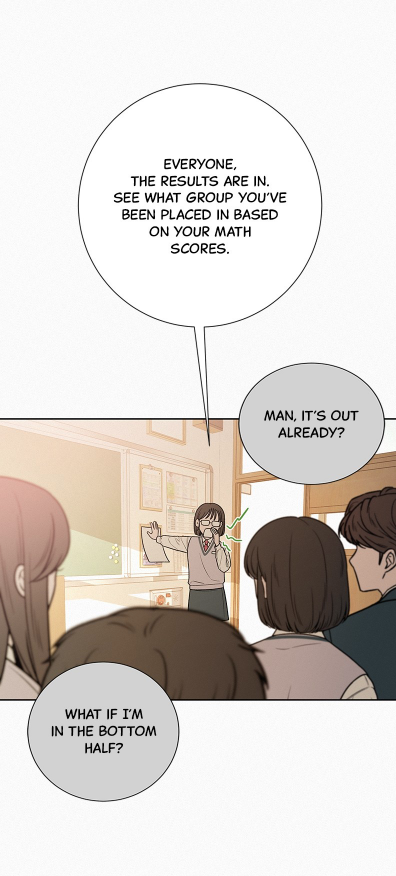 EVERYONE,
THE RESULTS ARE IN.
SEE WHAT GROUP YOU'VE
BEEN PLACED IN BASED
ON YOUR MATH
SCORES.
MAN, IT'S OUT
ALREADY?
WHAT IF I'M
IN THE BOTTOM
HALF?